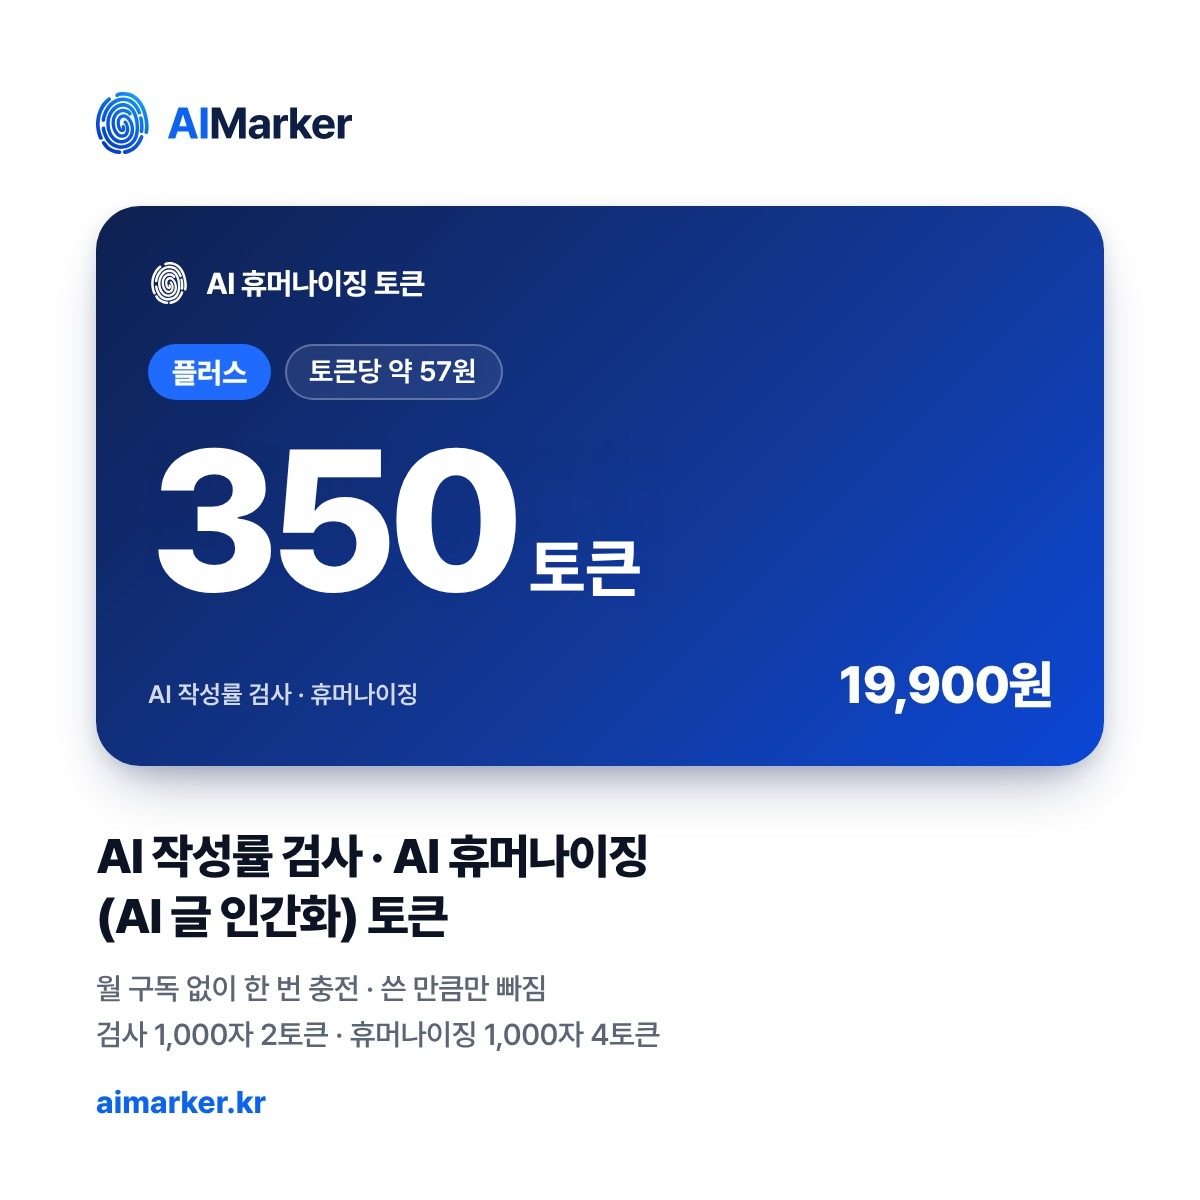 AIMarker
AI 휴머나이징 토큰
플러스
토큰당 약 57원
350 토큰
AI 작성률 검사 · 휴머나이징
19,900원
AI 작성률 검사 · AI 휴머나이징
(AI 글 인간화) 토큰
월 구독 없이 한 번 충전 · 쓴 만큼만 빠짐
검사 1,000자 2토큰 · 휴머나이징 1,000자 4토큰
aimarker.kr